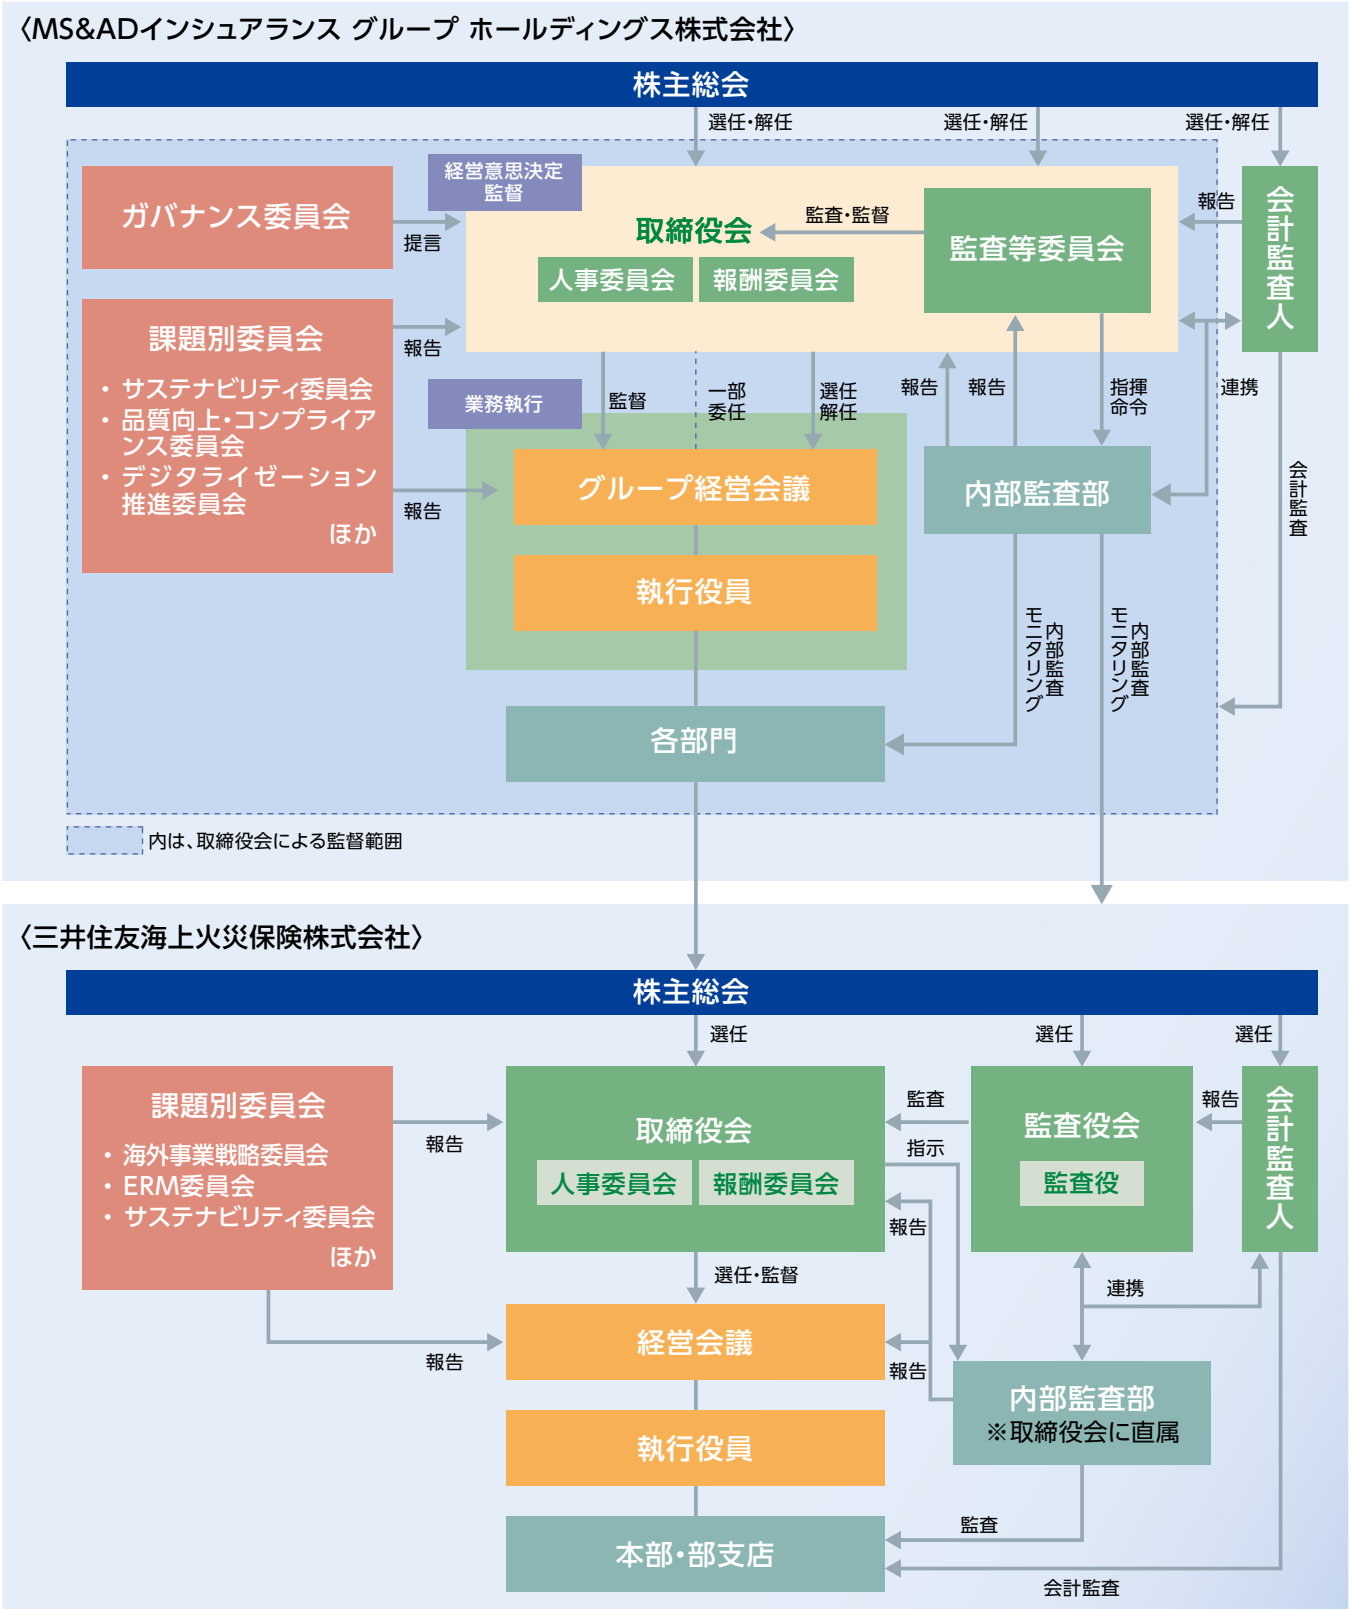 〈MS&ADインシュアランス グループ ホールディングス株式会社〉
株主総会
選任・解任
選任・解任
選任・解任
ガバナンス委員会
提言
経営意思決定
監督
取締役会
人事委員会
報酬委員会
監査・監督
監査等委員会
報告
会計監査人
課題別委員会
・サステナビリティ委員会
・品質向上・コンプライア
ンス委員会
・デジタライゼーション
推進委員会
ほか
報告
報告
業務執行
監督
一部
委任
選任
解任
報告
報告
指揮
命令
連携
会計監査
グループ経営会議
執行役員
内部監査部
内部監査
モニタリング
内部監査
モニタリング
各部門
内は、取締役会による監督範囲
〈三井住友海上火災保険株式会社〉
株主総会
選任
選任
選任
課題別委員会
・海外事業戦略委員会
・ERM委員会
・サステナビリティ委員会
ほか
報告
報告
取締役会
人事委員会
報酬委員会
監査
指示
報告
監査役会
監査役
報告
会計監査人
選任・監督
連携
経営会議
報告
内部監査部
※取締役会に直属
執行役員
監査
本部・部支店
会計監査